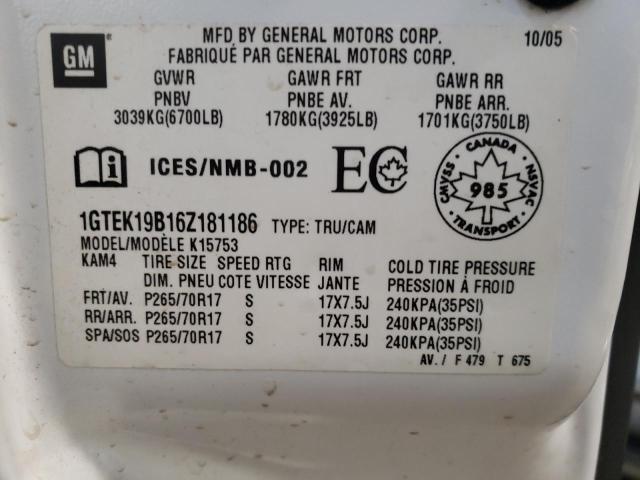 GM
MFD BY GENERAL MOTORS CORP. 10/05
FABRIQUÉ PAR GENERAL MOTORS CORP.
GVWR GAWR FRT GAWR RR
PNBV PNBE AV. PNBE ARR.
3039KG(6700LB) 1780KG(3925LB) 1701KG(3750LB)
i ICES/NMB-002 EC CANADA CMVSS NSVAC 985 TRANSPORT
1GTEK19B16Z181186 TYPE: TRU/CAM
MODEL/MODÈLE K15753
KAM4 TIRE SIZE SPEED RTG RIM COLD TIRE PRESSURE
DIM. PNEU COTE VITESSE JANTE PRESSION À FROID
FRT/AV. P265/70R17 S 17X7.5J 240KPA(35PSI)
RR/ARR. P265/70R17 S 17X7.5J 240KPA(35PSI)
SPA/SOS P265/70R17 S 17X7.5J 240KPA(35PSI)
AV./ F 479 T 675